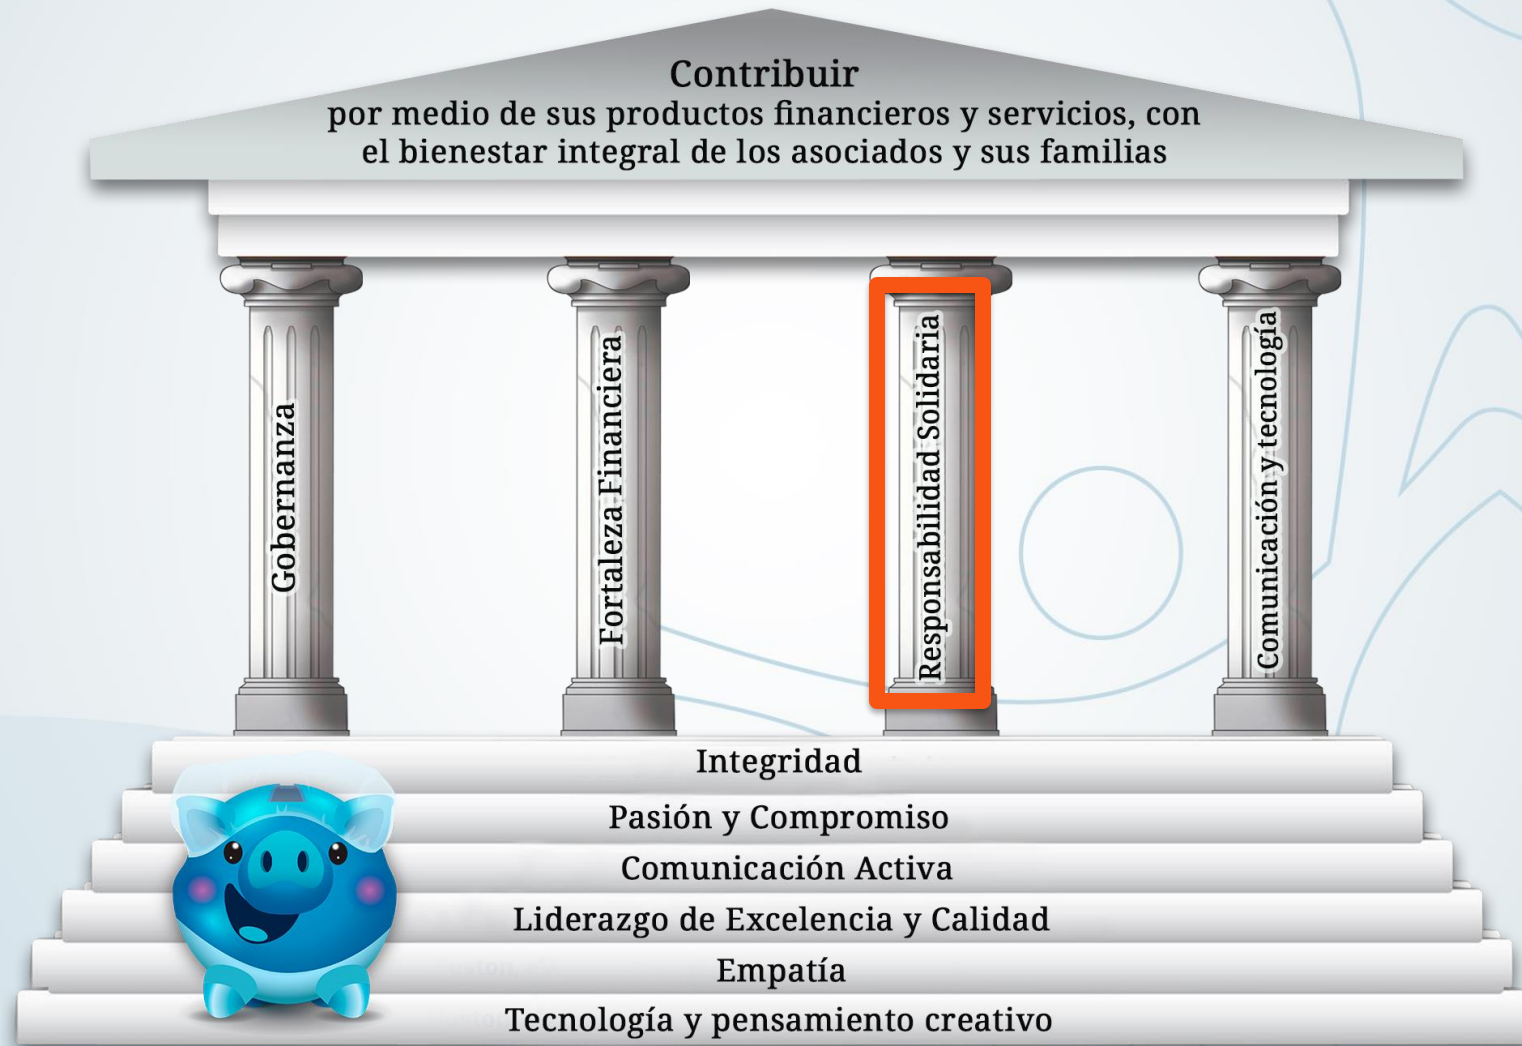 Contribuir
por medio de sus productos financieros y servicios, con
el bienestar integral de los asociados y sus familias
Gobernanza
Fortaleza Financiera
Responsabilidad Solidaria
Comunicación y tecnología
Integridad
Pasión y Compromiso
Comunicación Activa
Liderazgo de Excelencia y Calidad
Empatía
Tecnología y pensamiento creativo